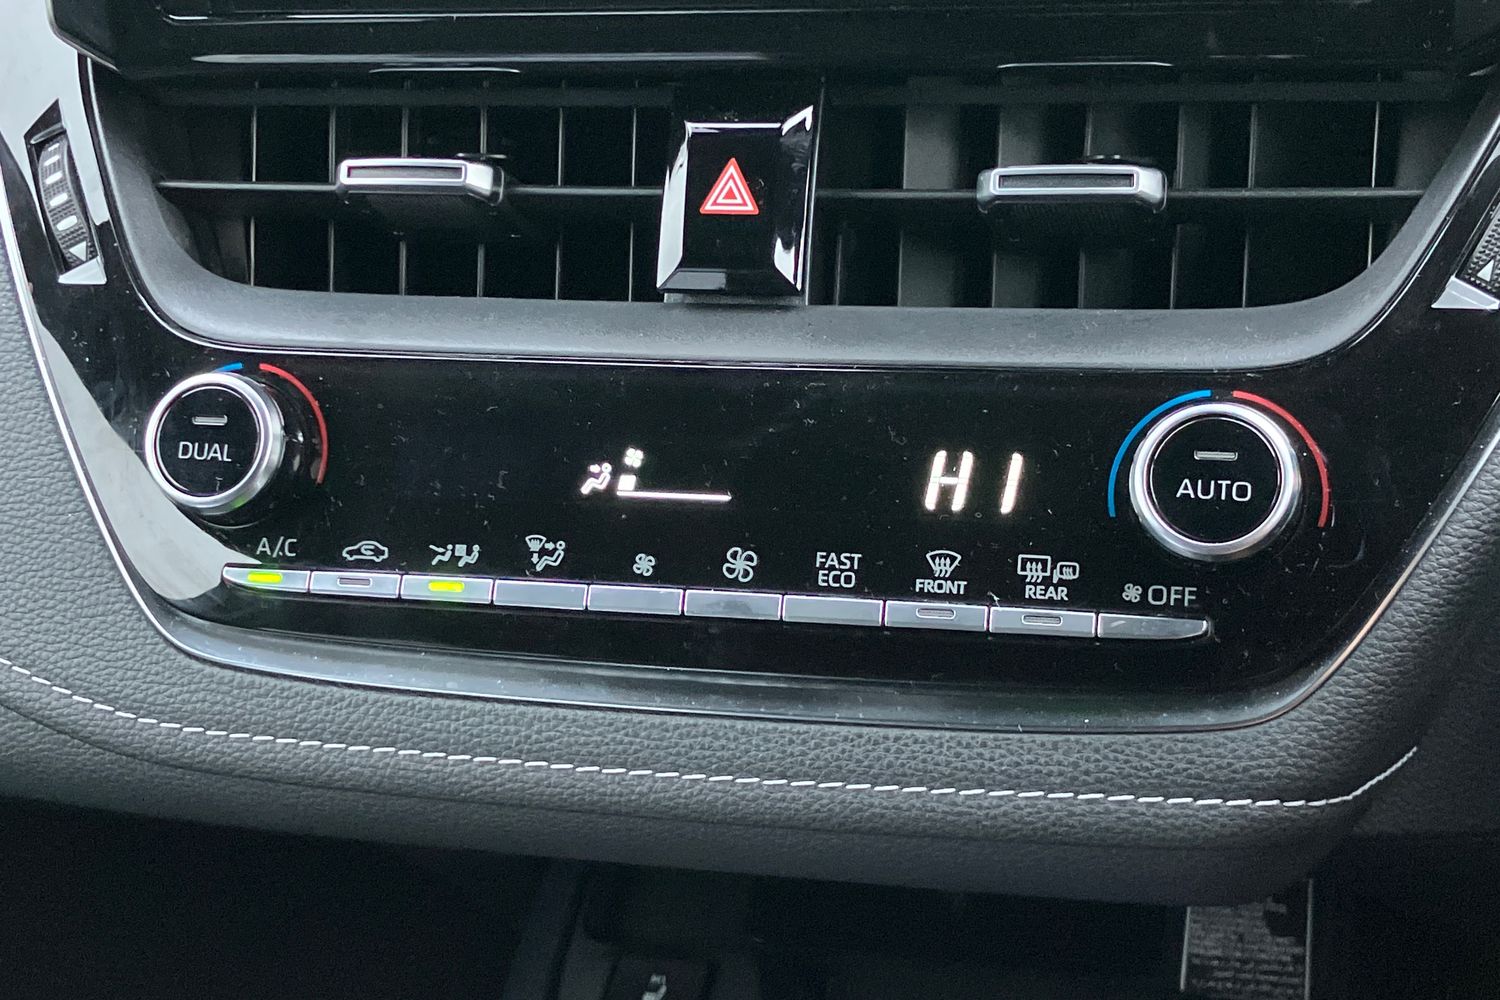 HI
DUAL
AUTO
A/C
FAST
ECO
FRONT
REAR
OFF